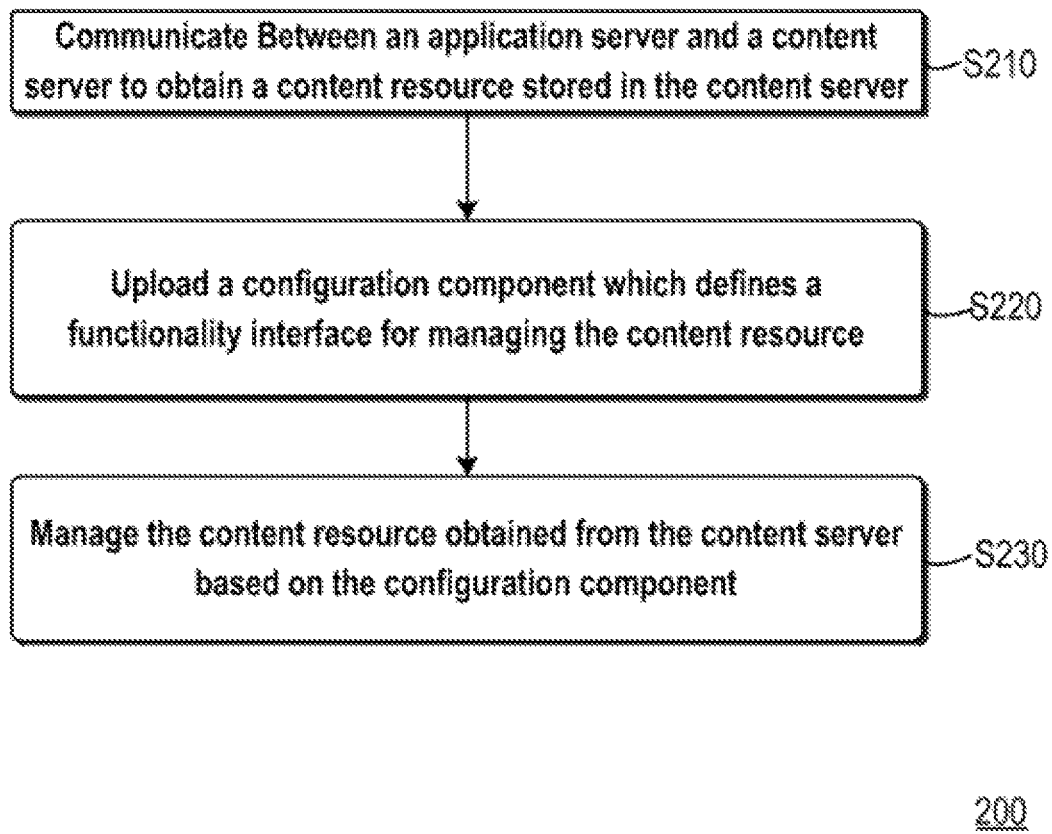 Communicate Between an application server and a content
server to obtain a content resource stored in the content server
S210
Upload a configuration component which defines a
functionality interface for managing the content resource
S220
Manage the content resource obtained from the content server
based on the configuration component
S230
200